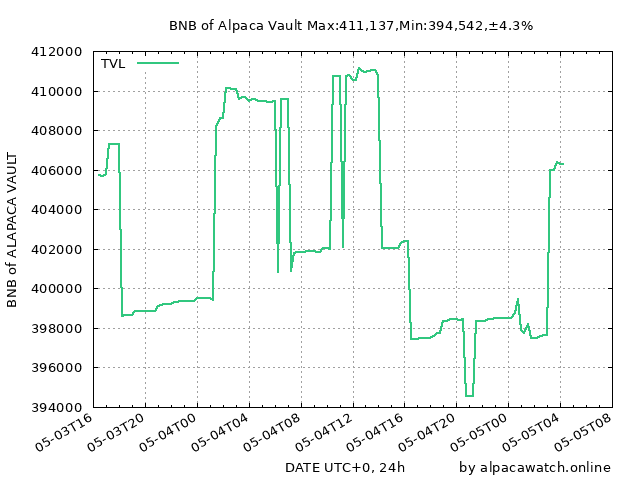 BNB of Alpaca Vault Max:411,137,Min:394,542,±4.3%
TVL
412000
410000
408000
406000
404000
402000
400000
398000
396000
394000
BNB of ALAPACA VAULT
05-03T16
05-03T20
05-04T00
05-04T04
05-04T08
05-04T12
05-04T16
05-04T20
05-05T00
05-05T04
05-05T08
DATE UTC+0, 24h
by alpacawatch.online